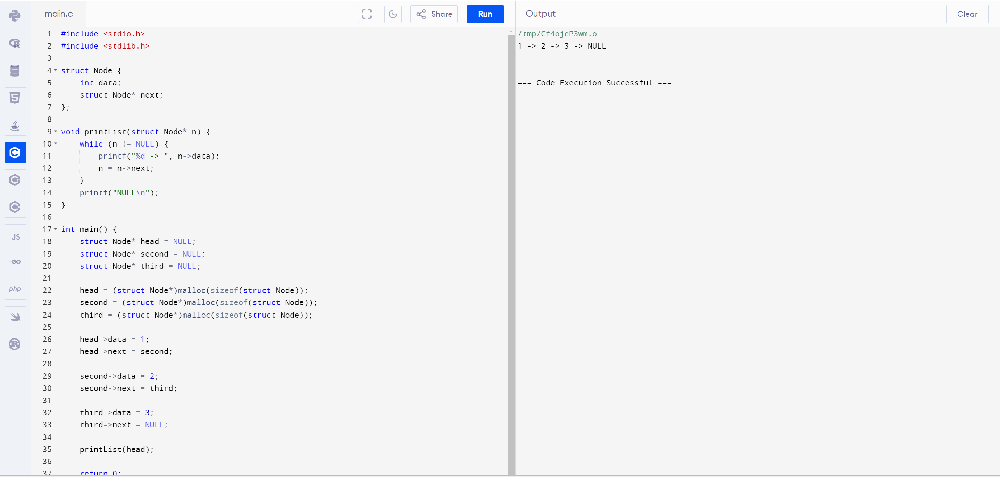 main.c
Share
Run
Output
Clear
1 #include <stdio.h>
2 #include <stdlib.h>
3
4 struct Node {
5     int data;
6     struct Node* next;
7 };
8
9 void printList(struct Node* n) {
10     while (n != NULL) {
11         printf("%d -> ", n->data);
12         n = n->next;
13     }
14     printf("NULL\n");
15 }
16
17 int main() {
18     struct Node* head = NULL;
19     struct Node* second = NULL;
20     struct Node* third = NULL;
21
22     head = (struct Node*)malloc(sizeof(struct Node));
23     second = (struct Node*)malloc(sizeof(struct Node));
24     third = (struct Node*)malloc(sizeof(struct Node));
25
26     head->data = 1;
27     head->next = second;
28
29     second->data = 2;
30     second->next = third;
31
32     third->data = 3;
33     third->next = NULL;
34
35     printList(head);
36
37     return 0;
/tmp/Cf4ojeP3wm.o
1 -> 2 -> 3 -> NULL
=== Code Execution Successful ===
R
5
C
C
C
JS
GO
php
R